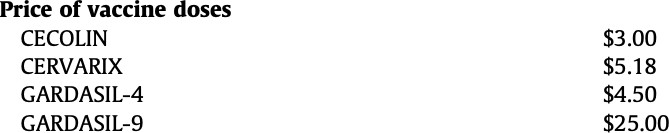 Price of vaccine doses
CECOLIN $3.00
CERVARIX $5.18
GARDASIL-4 $4.50
GARDASIL-9 $25.00